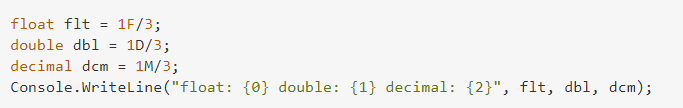 float flt = 1F/3;
double dbl = 1D/3;
decimal dcm = 1M/3;
Console.WriteLine("float: {0} double: {1} decimal: {2}", flt, dbl, dcm);